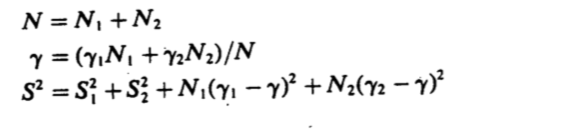 N = N₁ + N₂
γ = (γ₁N₁ + γ₂N₂)/N
S² = S₁² + S₂² + N₁(γ₁ − γ)² + N₂(γ₂ − γ)²